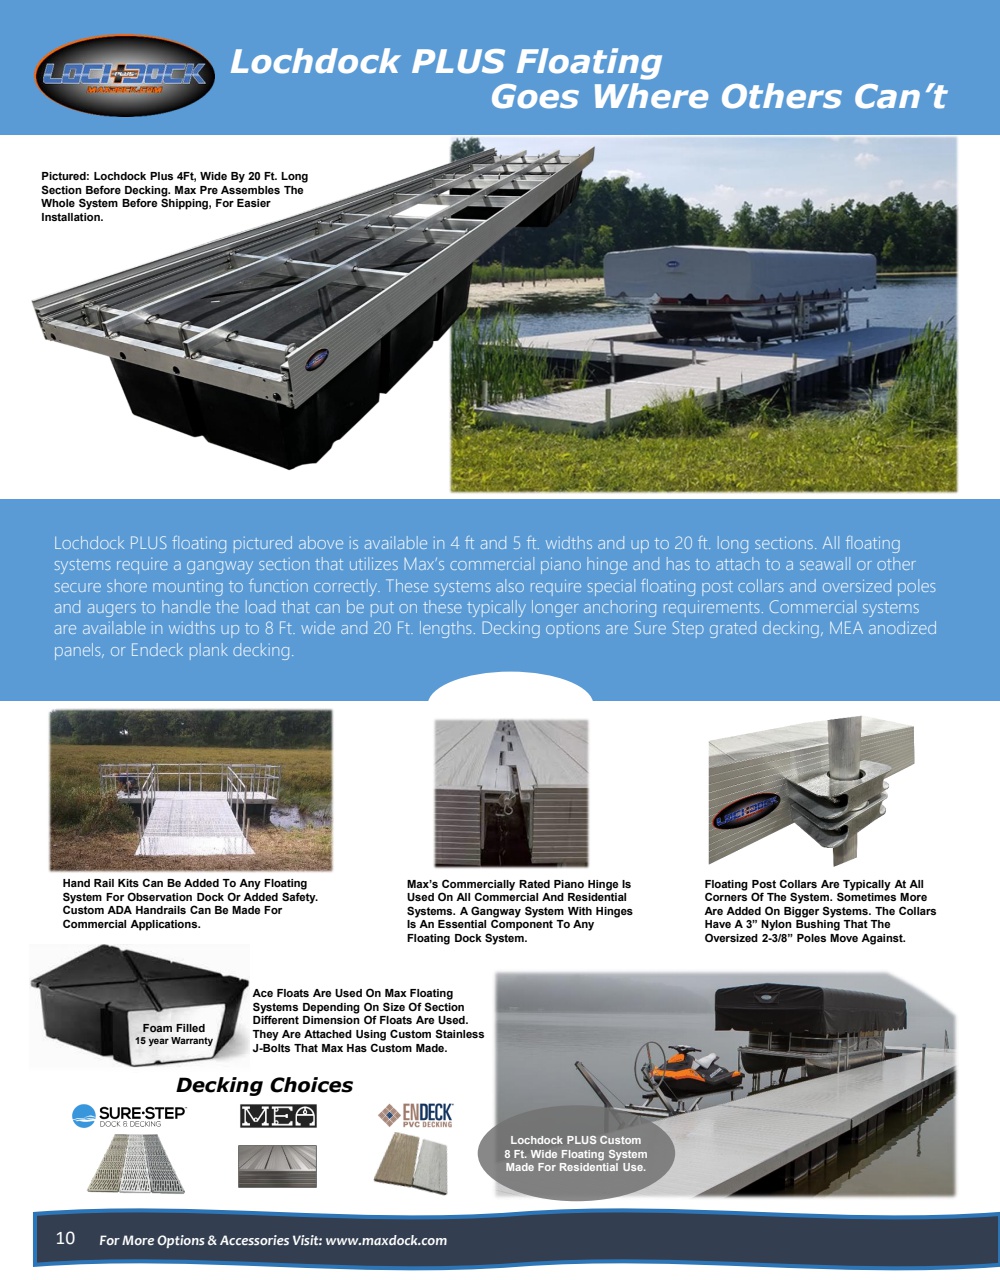 LOCHDOCK
PLUS
MAXDOCK.COM
Lochdock PLUS Floating
Goes Where Others Can't
Pictured: Lochdock Plus 4Ft, Wide By 20 Ft. Long
Section Before Decking. Max Pre Assembles The
Whole System Before Shipping, For Easier
Installation.
Lochdock PLUS floating pictured above is available in 4 ft and 5 ft. widths and up to 20 ft. long sections. All floating
systems require a gangway section that utilizes Max's commercial piano hinge and has to attach to a seawall or other
secure shore mounting to function correctly. These systems also require special floating post collars and oversized poles
and augers to handle the load that can be put on these typically longer anchoring requirements. Commercial systems
are available in widths up to 8 Ft. wide and 20 Ft. lengths. Decking options are Sure Step grated decking, MEA anodized
panels, or Endeck plank decking.
LOCHDOCK
Hand Rail Kits Can Be Added To Any Floating
System For Observation Dock Or Added Safety.
Custom ADA Handrails Can Be Made For
Commercial Applications.
Max's Commercially Rated Piano Hinge Is
Used On All Commercial And Residential
Systems. A Gangway System With Hinges
Is An Essential Component To Any
Floating Dock System.
Floating Post Collars Are Typically At All
Corners Of The System. Sometimes More
Are Added On Bigger Systems. The Collars
Have A 3" Nylon Bushing That The
Oversized 2-3/8" Poles Move Against.
Foam Filled
15 year Warranty
Ace Floats Are Used On Max Floating
Systems Depending On Size Of Section
Different Dimension Of Floats Are Used.
They Are Attached Using Custom Stainless
J-Bolts That Max Has Custom Made.
Decking Choices
SURE•STEP
DOCK & DECKING
MEA
ENDECK
PVC DECKING
Lochdock PLUS Custom
8 Ft. Wide Floating System
Made For Residential Use.
10 For More Options & Accessories Visit: www.maxdock.com